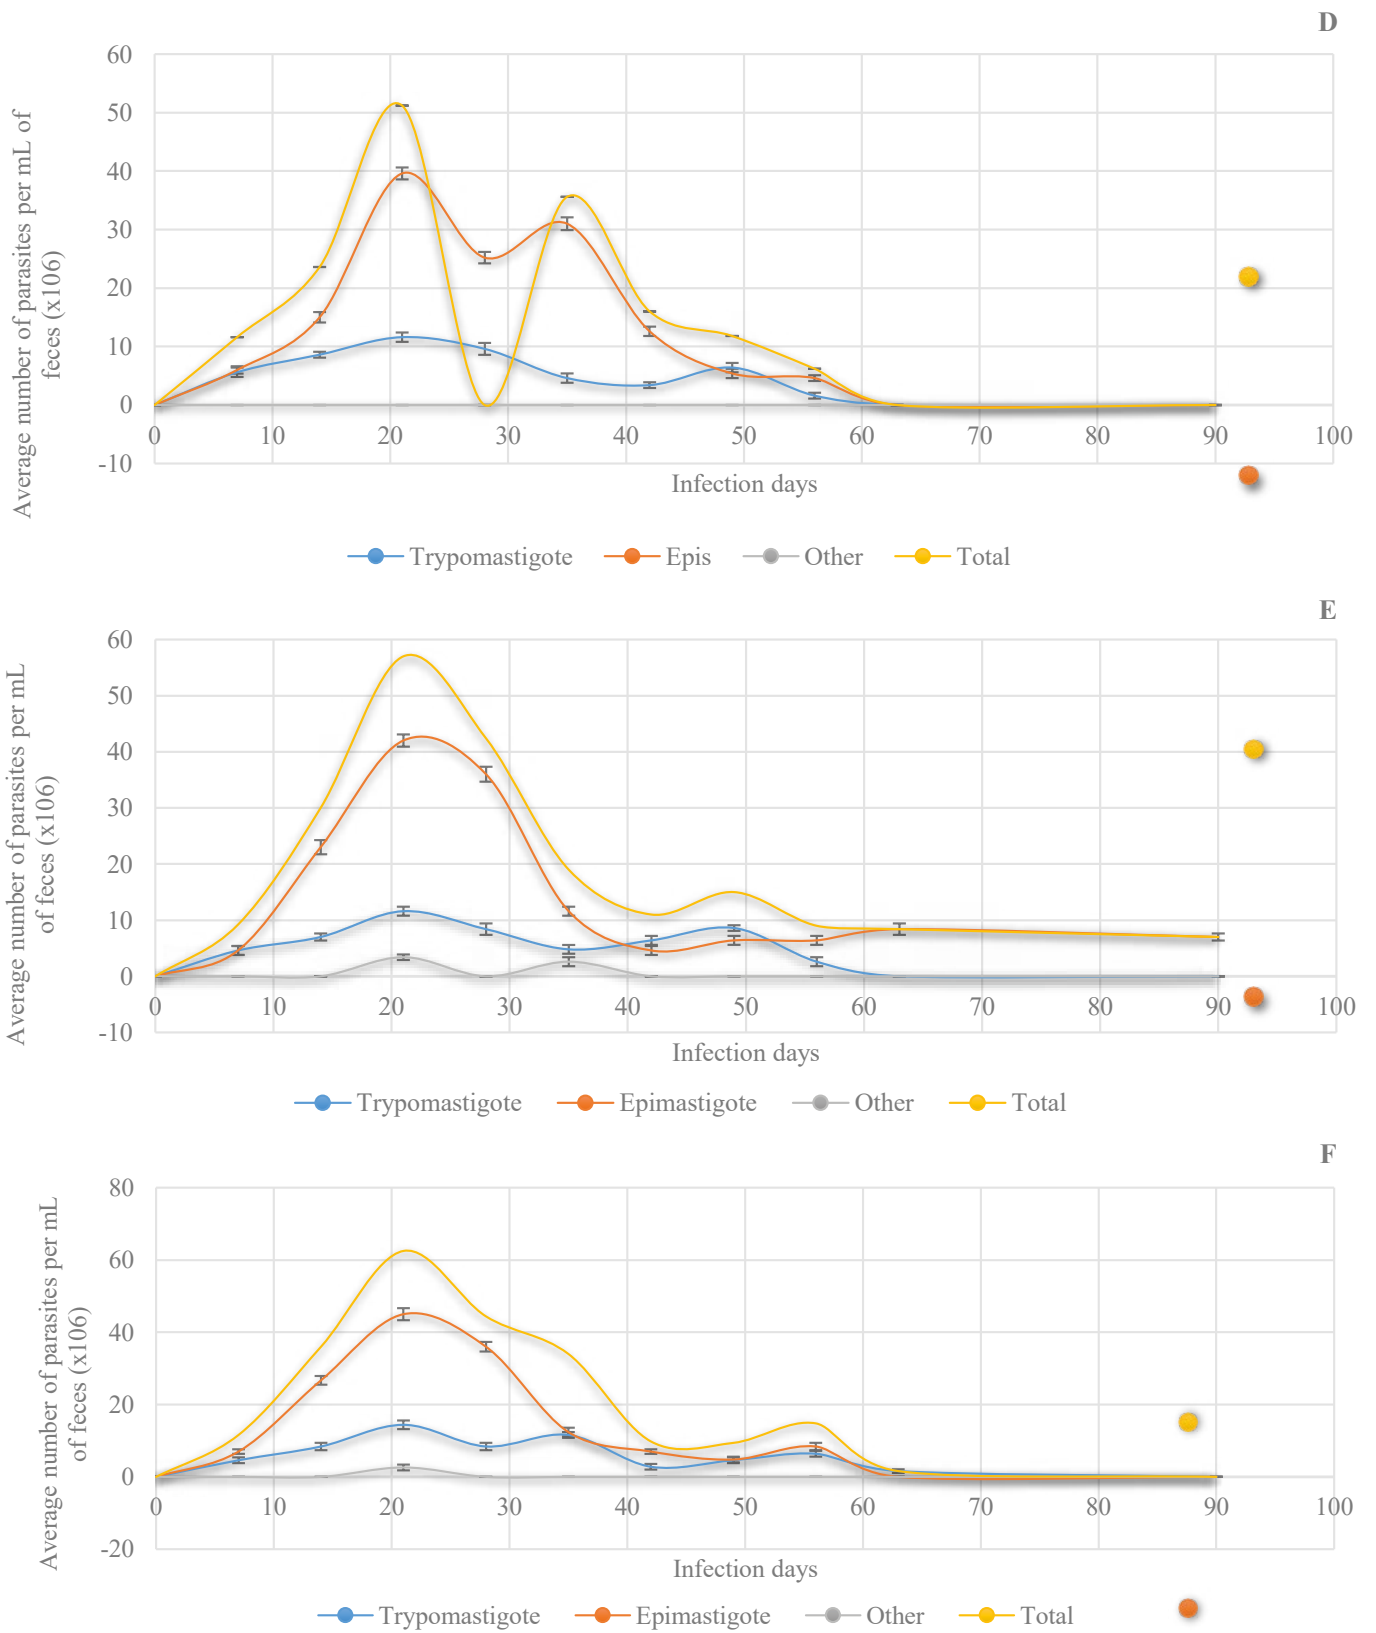 D
60
50
40
30
20
10
0
-10
0 10 20 30 40 50 60 70 80 90 100
Average number of parasites per mL of
feces (x106)
Infection days
Trypomastigote Epis Other Total
E
60
50
40
30
20
10
0
-10
0 10 20 30 40 50 60 70 80 90 100
Average number of parasites per mL
of feces (x106)
Infection days
Trypomastigote Epimastigote Other Total
F
80
60
40
20
0
-20
0 10 20 30 40 50 60 70 80 90 100
Average number of parasites per mL
of feces (x106)
Infection days
Trypomastigote Epimastigote Other Total